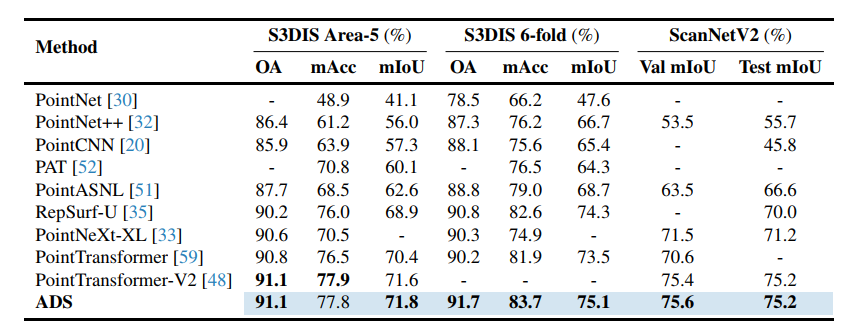 Method S3DIS Area-5 (%) S3DIS 6-fold (%) ScanNetV2 (%)
OA mAcc mIoU OA mAcc mIoU Val mIoU Test mIoU
PointNet [30] - 48.9 41.1 78.5 66.2 47.6 - -
PointNet++ [32] 86.4 61.2 56.0 87.3 76.2 66.7 53.5 55.7
PointCNN [20] 85.9 63.9 57.3 88.1 75.6 65.4 - 45.8
PAT [52] - 70.8 60.1 - 76.5 64.3 - -
PointASNL [51] 87.7 68.5 62.6 88.8 79.0 68.7 63.5 66.6
RepSurf-U [35] 90.2 76.0 68.9 90.8 82.6 74.3 - 70.0
PointNeXt-XL [33] 90.6 70.5 - 90.3 74.9 - 71.5 71.2
PointTransformer [59] 90.8 76.5 70.4 90.2 81.9 73.5 70.6 -
PointTransformer-V2 [48] 91.1 77.9 71.6 - - - 75.4 75.2
ADS 91.1 77.8 71.8 91.7 83.7 75.1 75.6 75.2